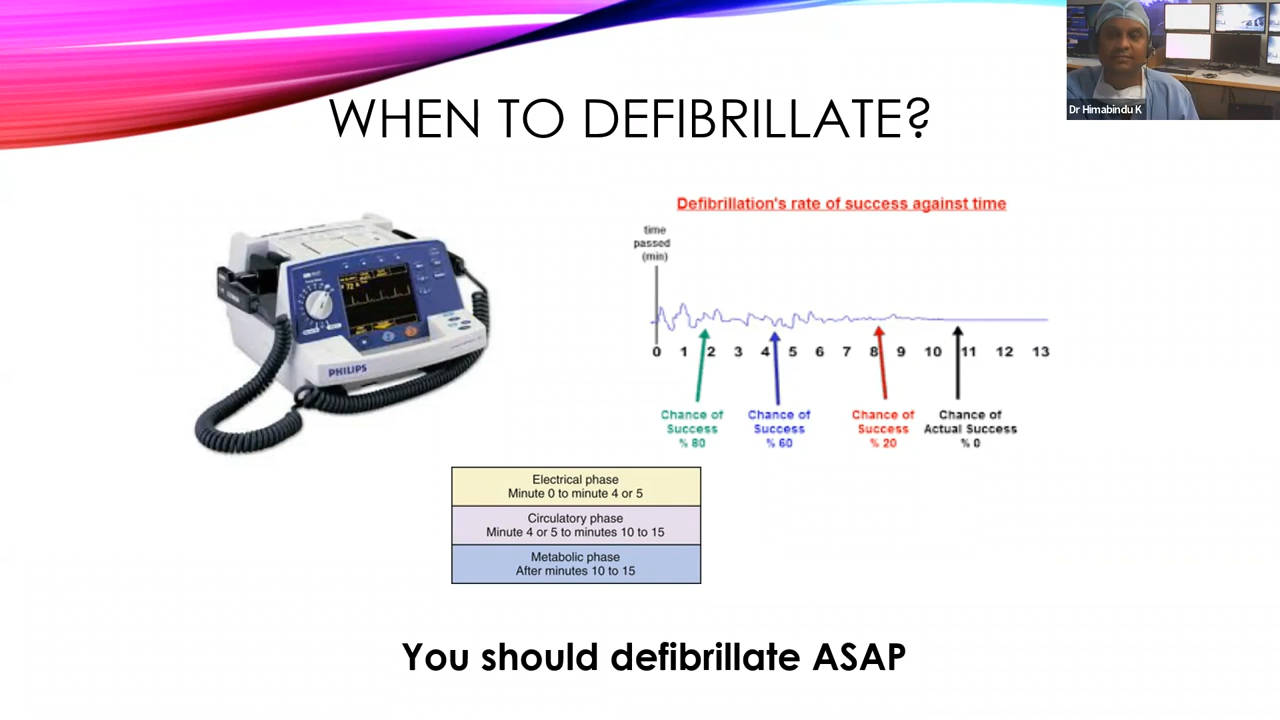 Dr Himabindu K
WHEN TO DEFIBRILLATE?
PHILIPS
Defibrillation's rate of success against time
time
passed
(min)
0 1 2 3 4 5 6 7 8 9 10 11 12 13
Chance of
Success
% 80
Chance of
Success
% 60
Chance of
Success
% 20
Chance of
Actual Success
% 0
Electrical phase
Minute 0 to minute 4 or 5
Circulatory phase
Minute 4 or 5 to minutes 10 to 15
Metabolic phase
After minutes 10 to 15
You should defibrillate ASAP